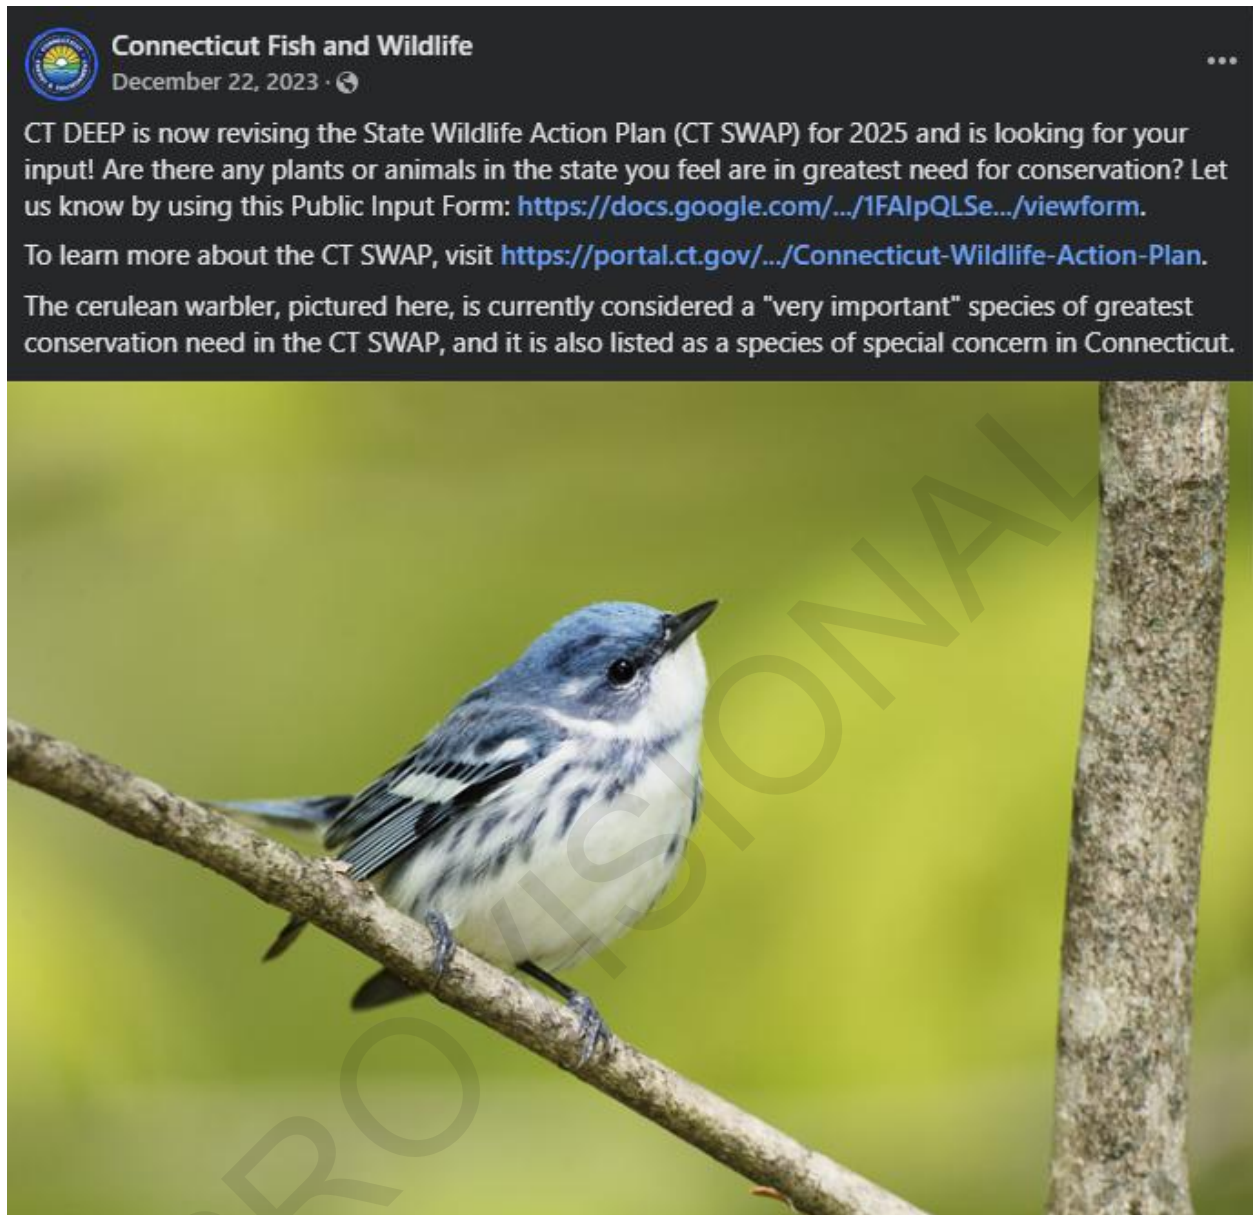 Connecticut Fish and Wildlife
December 22, 2023 ·
CT DEEP is now revising the State Wildlife Action Plan (CT SWAP) for 2025 and is looking for your
input! Are there any plants or animals in the state you feel are in greatest need for conservation? Let
us know by using this Public Input Form: https://docs.google.com/.../1FAIpQLSe.../viewform.
To learn more about the CT SWAP, visit https://portal.ct.gov/.../Connecticut-Wildlife-Action-Plan.
The cerulean warbler, pictured here, is currently considered a "very important" species of greatest
conservation need in the CT SWAP, and it is also listed as a species of special concern in Connecticut.
ROVISIONAL